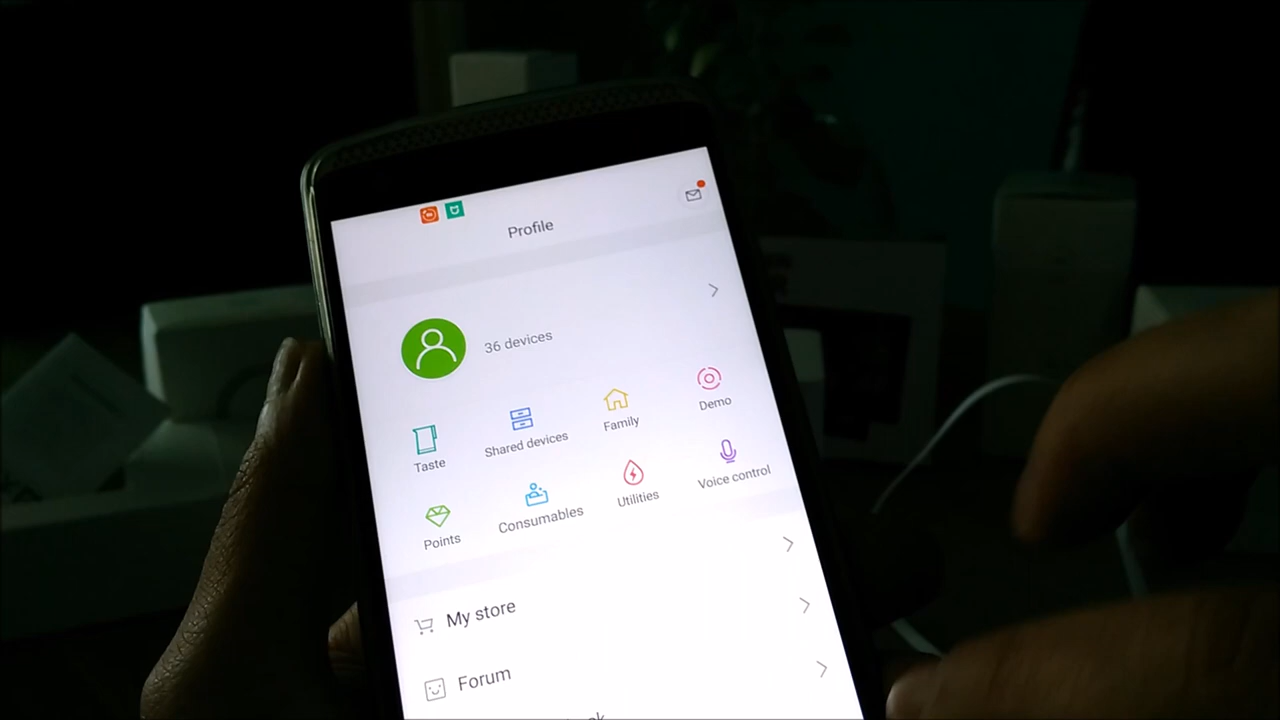 Profile
36 devices
Taste
Shared devices
Family
Demo
Points
Consumables
Utilities
Voice control
My store
Forum